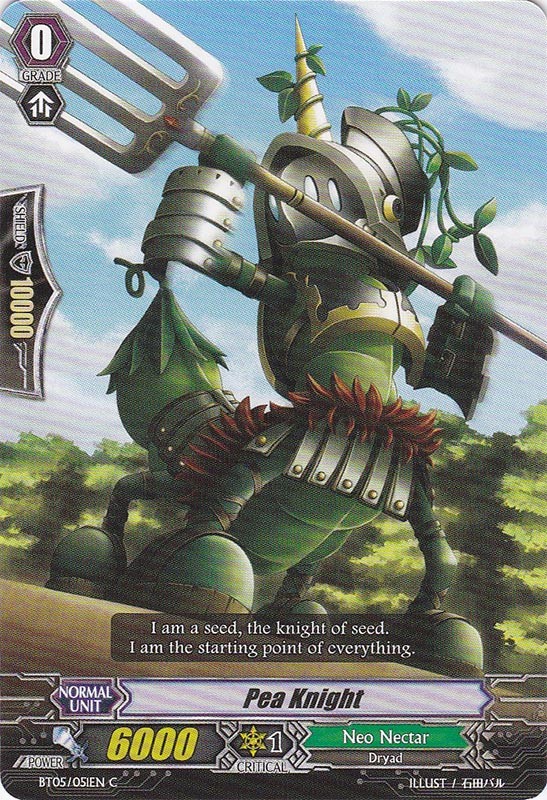 0
GRADE
SHIELD
10000
I am a seed, the knight of seed.
I am the starting point of everything.
NORMAL
UNIT
Pea Knight
POWER
6000
1
CRITICAL
Neo Nectar
Dryad
BT05/051EN C
ILLUST / 石田バル